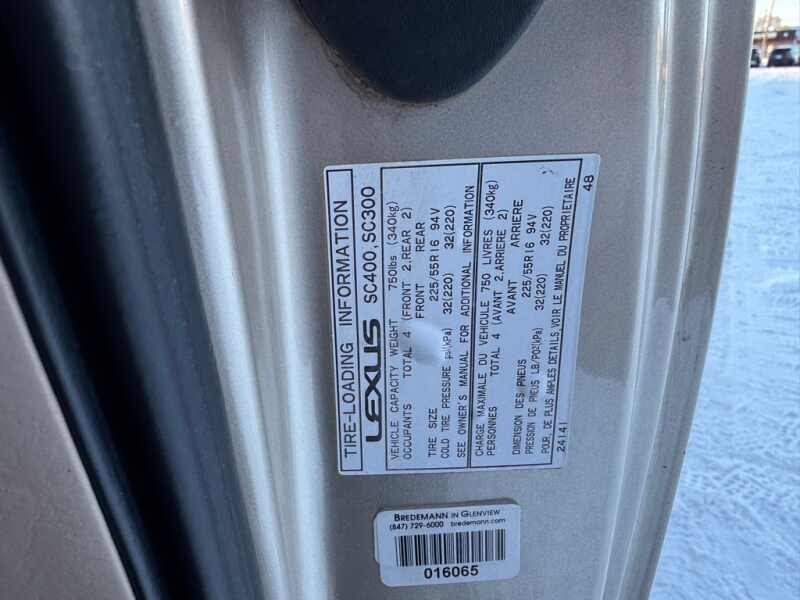 TIRE-LOADING INFORMATION
LEXUS SC400,SC300
VEHICLE CAPACITY WEIGHT 750lbs (340kg)
OCCUPANTS TOTAL 4 (FRONT 2.REAR 2)
FRONT REAR
TIRE SIZE 225/55R16 94V
COLD TIRE PRESSURE psi(kPa) 32(220) 32(220)
SEE OWNER'S MANUAL FOR ADDITIONAL INFORMATION
CHARGE MAXIMALE DU VEHICULE 750 LIVRES (340kg)
PERSONNES TOTAL 4 (AVANT 2.ARRIERE 2)
AVANT ARRIERE
DIMENSION DES PNEUS 225/55R16 94V
PRESSION DE PNEUS LB/PO²(kPa) 32(220) 32(220)
POUR DE PLUS AMPLES DETAILS,VOIR LE MANUEL DU PROPRIETAIRE
24141 48
BREDEMANN IN GLENVIEW
(847) 729-6000 bredemann.com
016065